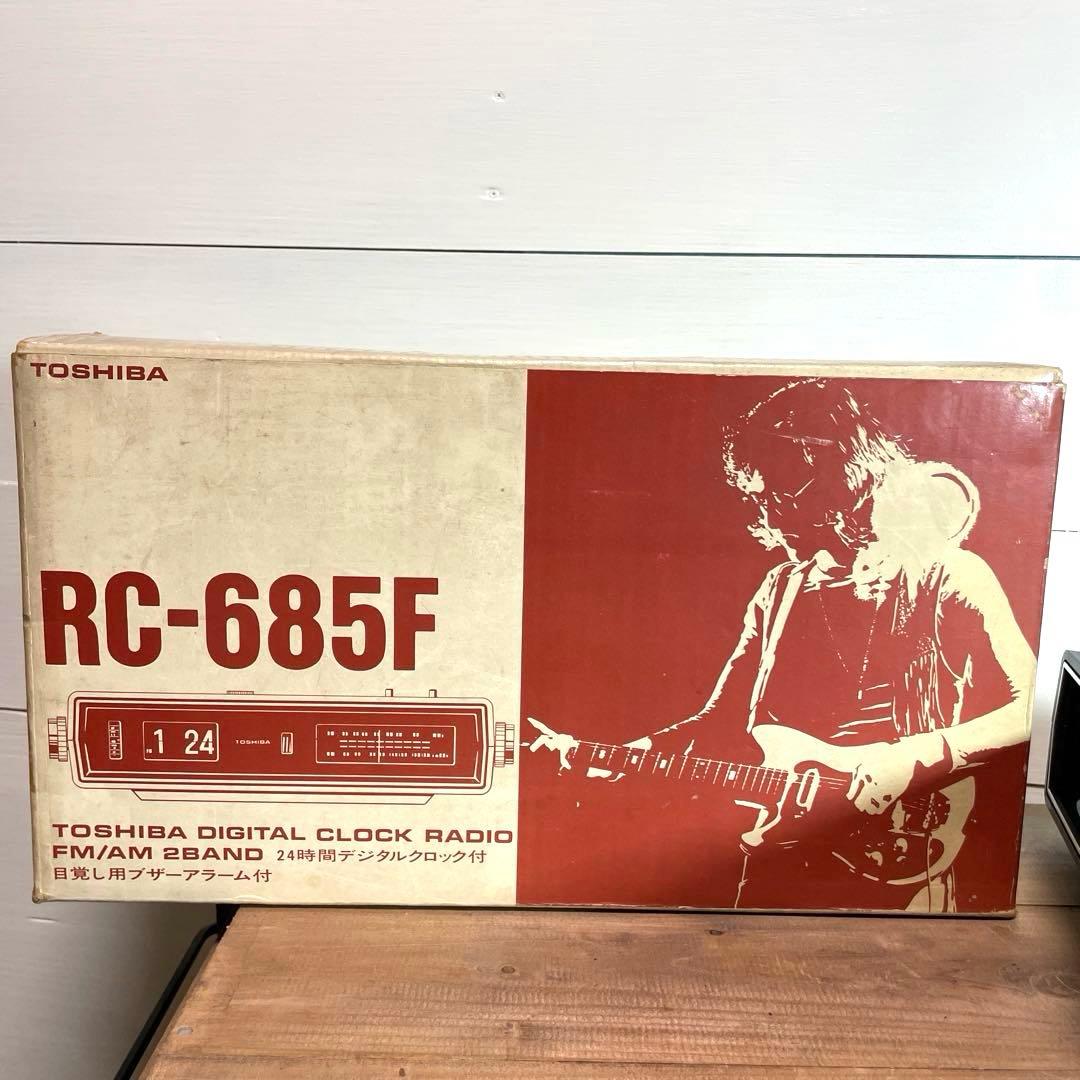 TOSHIBA
RC-685F
PM 1 24
TOSHIBA
TOSHIBA DIGITAL CLOCK RADIO
FM/AM 2BAND 24時間デジタルクロック付
目覚し用ブザーアラーム付